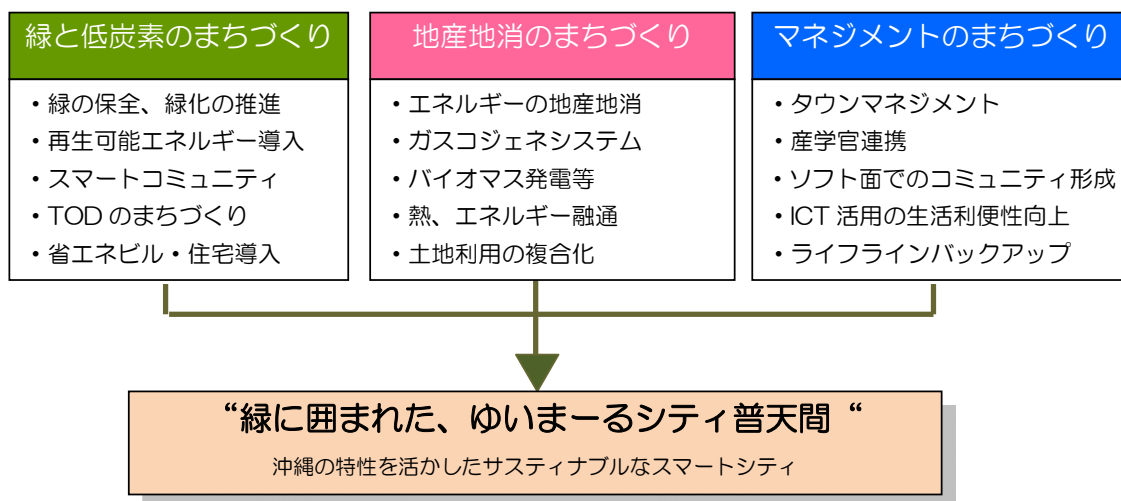 緑と低炭素のまちづくり
・緑の保全、緑化の推進
・再生可能エネルギー導入
・スマートコミュニティ
・TOD のまちづくり
・省エネビル・住宅導入
地産地消のまちづくり
・エネルギーの地産地消
・ガスコジェネシステム
・バイオマス発電等
・熱、エネルギー融通
・土地利用の複合化
マネジメントのまちづくり
・タウンマネジメント
・産学官連携
・ソフト面でのコミュニティ形成
・ICT 活用の生活利便性向上
・ライフラインバックアップ
“緑に囲まれた、ゆいまーるシティ普天間 “
沖縄の特性を活かしたサスティナブルなスマートシティ